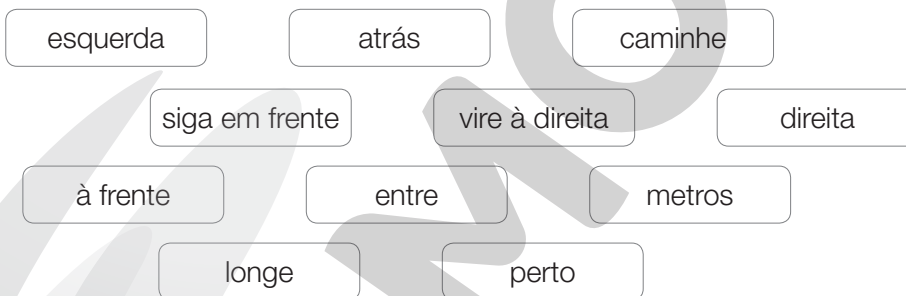 esquerda atrás caminhe
siga em frente vire à direita direita
à frente entre metros
longe perto